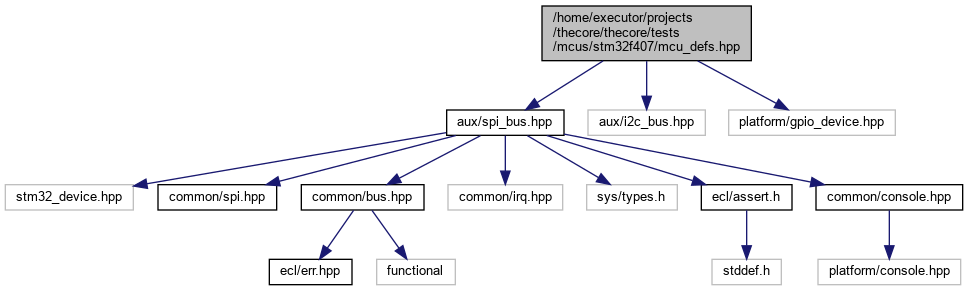 /home/executor/projects
/thecore/thecore/tests
/mcus/stm32f407/mcu_defs.hpp
aux/spi_bus.hpp
aux/i2c_bus.hpp
platform/gpio_device.hpp
stm32_device.hpp
common/spi.hpp
common/bus.hpp
common/irq.hpp
sys/types.h
ecl/assert.h
common/console.hpp
ecl/err.hpp
functional
stddef.h
platform/console.hpp